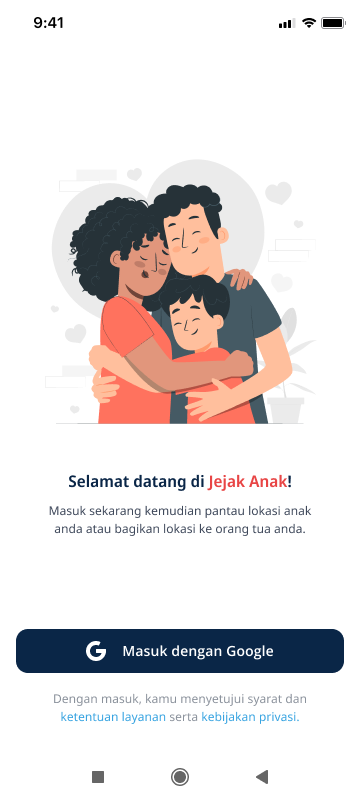 9:41
Selamat datang di Jejak Anak!
Masuk sekarang kemudian pantau lokasi anak
anda atau bagikan lokasi ke orang tua anda.
Masuk dengan Google
Dengan masuk, kamu menyetujui syarat dan
ketentuan layanan serta kebijakan privasi.